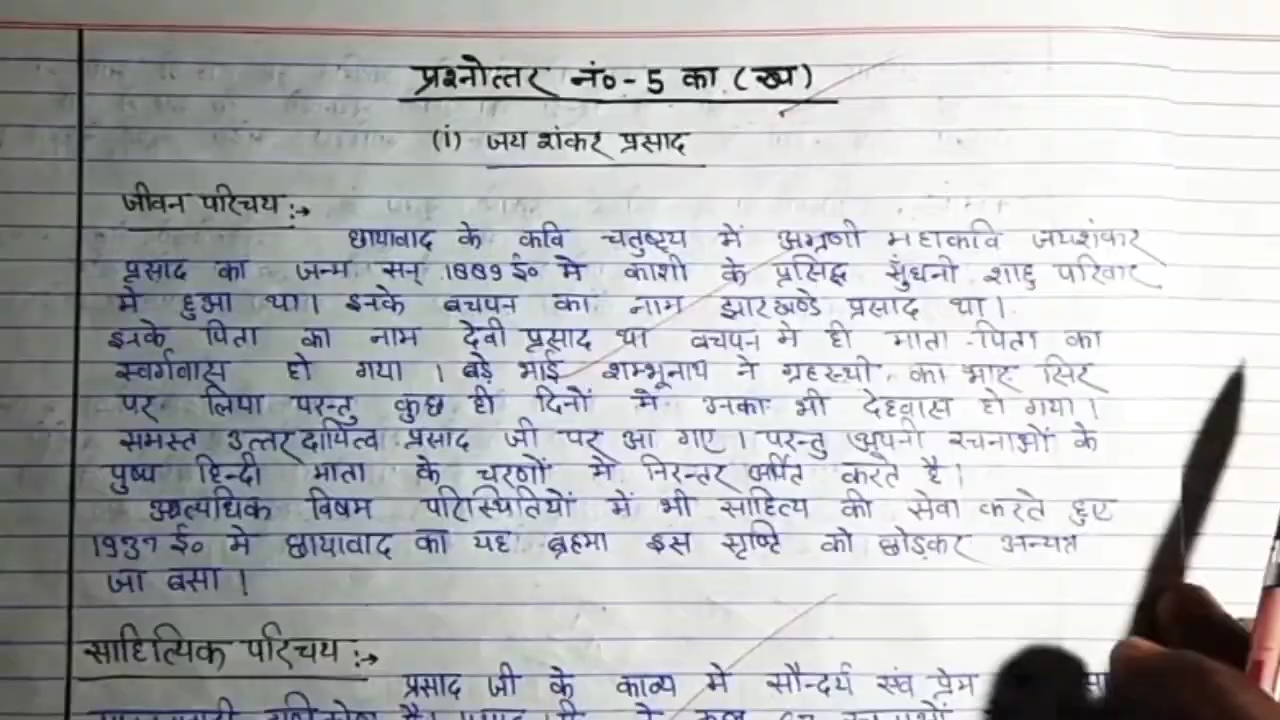 प्रश्नोत्तर नं०-5 का (ख)
(i) जय शंकर प्रसाद
जीवन परिचय :→
छायावाद के कवि चतुष्टय में अग्रणी महाकवि जयशंकर
प्रसाद का जन्म सन् 1889 ई० मे काशी के प्रसिद्ध सुंघनी शाहु परिवार
मे हुआ था। इनके बचपन का नाम झारखण्डे प्रसाद था।
इनके पिता का नाम देवी प्रसाद था बचपन मे ही माता-पिता का
स्वर्गवास हो गया। बड़े भाई शम्भूनाथ ने ग्रहस्थी का भार सिर
पर लिया परन्तु कुछ ही दिनों में उनका भी देहवास हो गया।
समस्त उत्तरदायित्व प्रसाद जी पर आ गए। परन्तु अपनी रचनाओं के
पुष्प हिन्दी माता के चरणों मे निरन्तर अर्पित करते है।
अत्यधिक विषम परिस्थितियों में भी साहित्य की सेवा करते हुए
1937 ई० मे छायावाद का यह ब्रहमा इस सृष्टि को छोड़कर अन्यत्र
जा बसा।
साहित्यिक परिचय :→
प्रसाद जी के काव्य मे सौन्दर्य एवं प्रेम